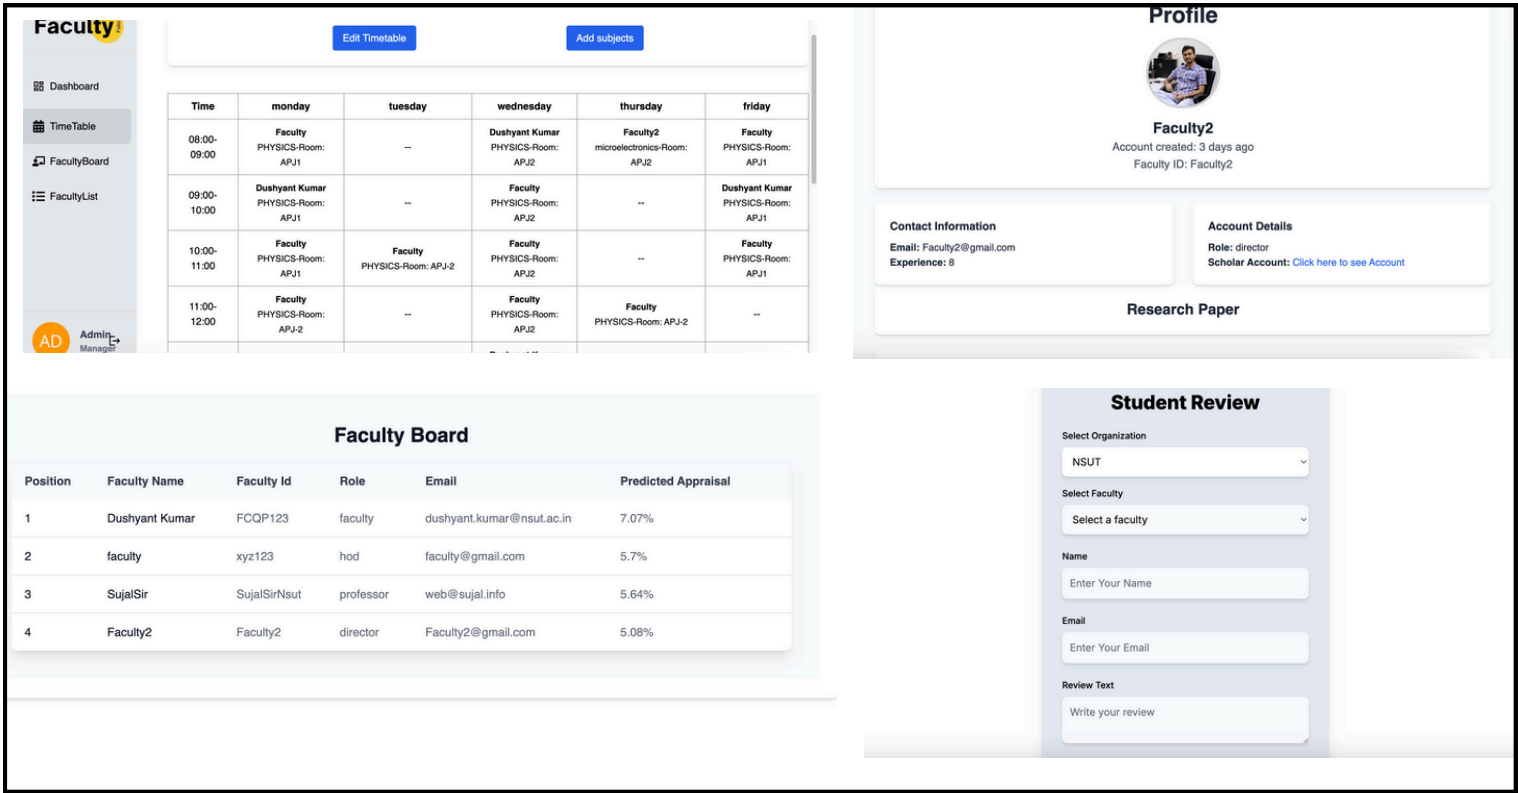 Faculty
Edit Timetable
Add subjects
Dashboard
TimeTable
FacultyBoard
FacultyList
AD
Admin
Manager
Time monday tuesday wednesday thursday friday
08:00-
09:00
Faculty
PHYSICS-Room:
APJ1
--
Dushyant Kumar
PHYSICS-Room:
APJ2
Faculty2
microelectronics-Room:
APJ2
Faculty
PHYSICS-Room:
APJ1
09:00-
10:00
Dushyant Kumar
PHYSICS-Room:
APJ1
--
Faculty
PHYSICS-Room:
APJ2
--
Dushyant Kumar
PHYSICS-Room:
APJ1
10:00-
11:00
Faculty
PHYSICS-Room:
APJ1
Faculty
PHYSICS-Room: APJ-2
Faculty
PHYSICS-Room:
APJ2
--
Faculty
PHYSICS-Room:
APJ1
11:00-
12:00
Faculty
PHYSICS-Room:
APJ-2
--
Faculty
PHYSICS-Room:
APJ2
Faculty
PHYSICS-Room: APJ-2
--
Profile
Faculty2
Account created: 3 days ago
Faculty ID: Faculty2
Contact Information
Email: Faculty2@gmail.com
Experience: 8
Account Details
Role: director
Scholar Account: Click here to see Account
Research Paper
Faculty Board
Position Faculty Name Faculty Id Role Email Predicted Appraisal
1 Dushyant Kumar FCQP123 faculty dushyant.kumar@nsut.ac.in 7.07%
2 faculty xyz123 hod faculty@gmail.com 5.7%
3 SujalSir SujalSirNsut professor web@sujal.info 5.64%
4 Faculty2 Faculty2 director Faculty2@gmail.com 5.08%
Student Review
Select Organization
NSUT
Select Faculty
Select a faculty
Name
Enter Your Name
Email
Enter Your Email
Review Text
Write your review